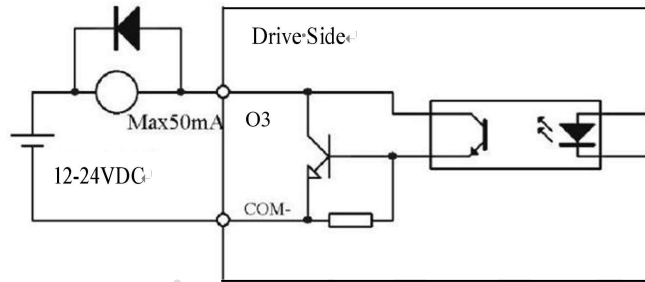 Drive Side
Max50mA
O3
12-24VDC
COM-